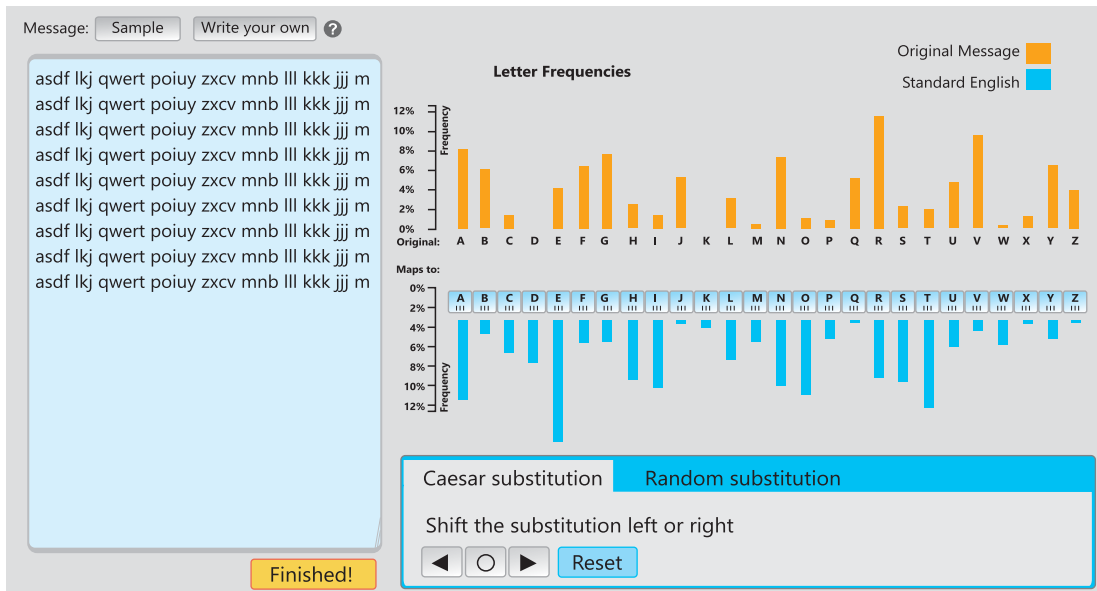 Message: Sample Write your own ?
Original Message
Standard English
asdf lkj qwert poiuy zxcv mnb lll kkk jjj m
asdf lkj qwert poiuy zxcv mnb lll kkk jjj m
asdf lkj qwert poiuy zxcv mnb lll kkk jjj m
asdf lkj qwert poiuy zxcv mnb lll kkk jjj m
asdf lkj qwert poiuy zxcv mnb lll kkk jjj m
asdf lkj qwert poiuy zxcv mnb lll kkk jjj m
asdf lkj qwert poiuy zxcv mnb lll kkk jjj m
asdf lkj qwert poiuy zxcv mnb lll kkk jjj m
asdf lkj qwert poiuy zxcv mnb lll kkk jjj m
Finished!
Letter Frequencies
Frequency
12%
10%
8%
6%
4%
2%
0%
Original: A B C D E F G H I J K L M N O P Q R S T U V W X Y Z
Maps to:
A B C D E F G H I J K L M N O P Q R S T U V W X Y Z
0%
2%
4%
6%
8%
10%
12%
Frequency
Caesar substitution Random substitution
Shift the substitution left or right
Reset